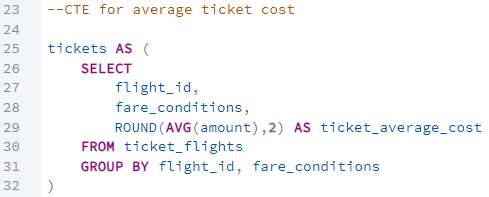 23 --CTE for average ticket cost
24
25 tickets AS (
26     SELECT
27         flight_id,
28         fare_conditions,
29         ROUND(AVG(amount),2) AS ticket_average_cost
30     FROM ticket_flights
31     GROUP BY flight_id, fare_conditions
32 )